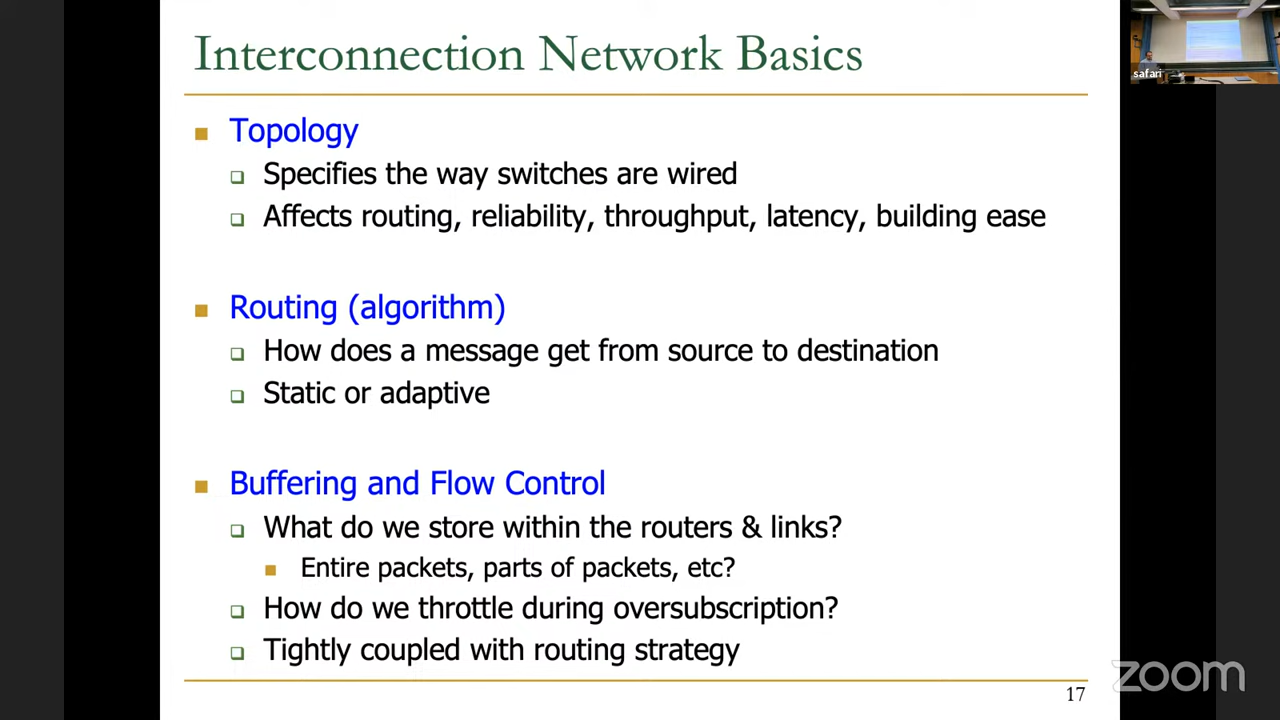 Interconnection Network Basics
safari
Topology
Specifies the way switches are wired
Affects routing, reliability, throughput, latency, building ease
Routing (algorithm)
How does a message get from source to destination
Static or adaptive
Buffering and Flow Control
What do we store within the routers & links?
Entire packets, parts of packets, etc?
How do we throttle during oversubscription?
Tightly coupled with routing strategy
17
zoom